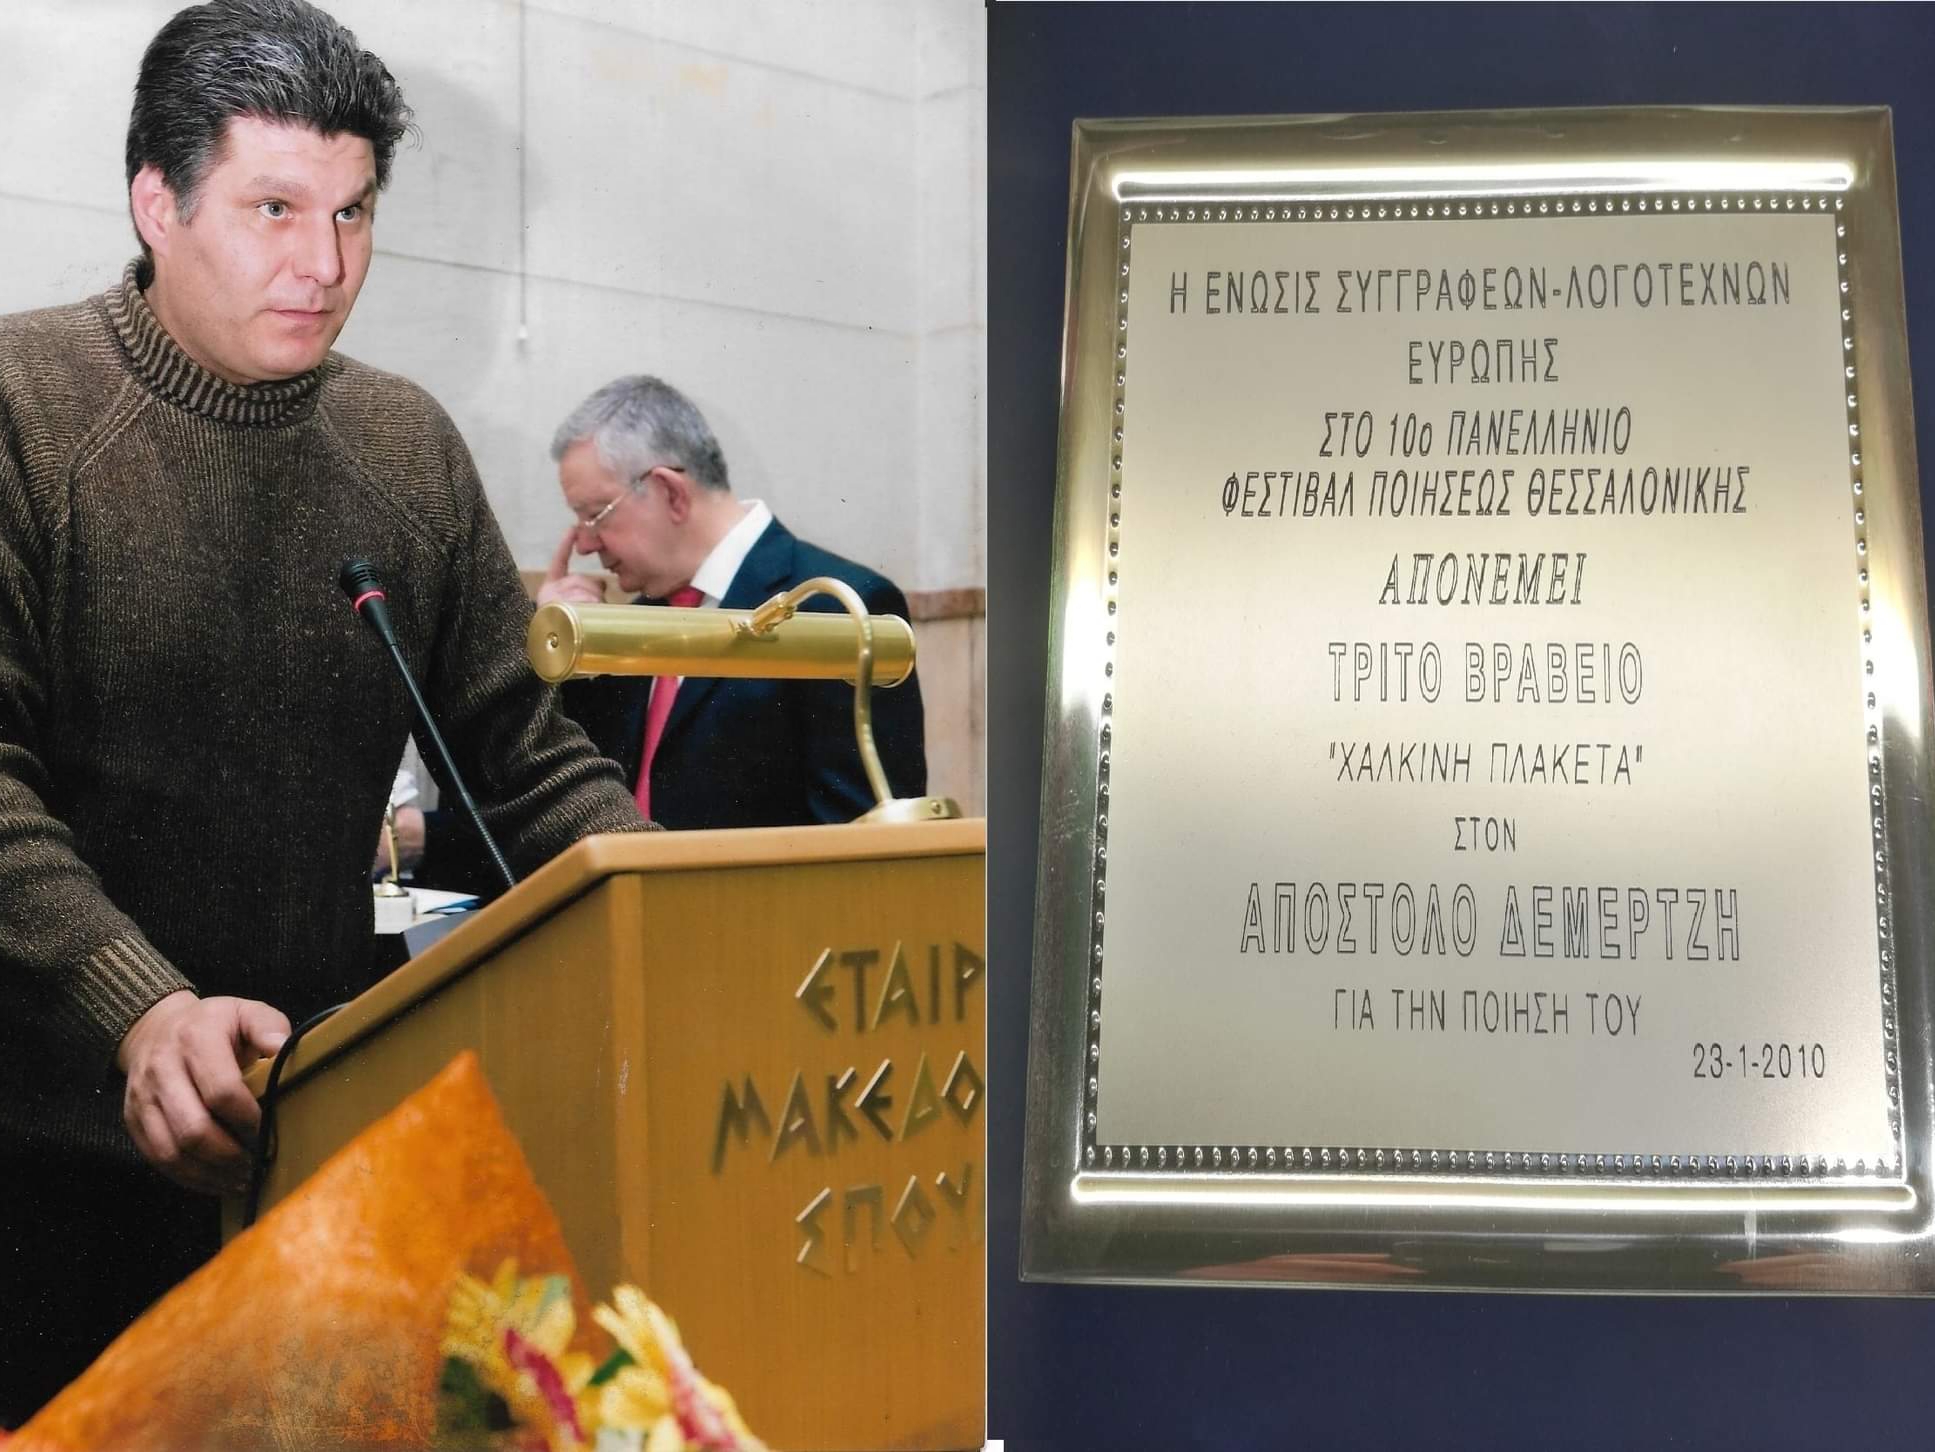 ΕΤΑΙΡ
ΜΑΚΕΔΟ
ΣΠΟΥ
Η ΕΝΩΣΙΣ ΣΥΓΓΡΑΦΕΩΝ-ΛΟΓΟΤΕΧΝΩΝ
ΕΥΡΩΠΗΣ
ΣΤΟ 10ο ΠΑΝΕΛΛΗΝΙΟ
ΦΕΣΤΙΒΑΛ ΠΟΙΗΣΕΩΣ ΘΕΣΣΑΛΟΝΙΚΗΣ
ΑΠΟΝΕΜΕΙ
ΤΡΙΤΟ ΒΡΑΒΕΙΟ
"ΧΑΛΚΙΝΗ ΠΛΑΚΕΤΑ"
ΣΤΟΝ
ΑΠΟΣΤΟΛΟ ΔΕΜΕΡΤΖΗ
ΓΙΑ ΤΗΝ ΠΟΙΗΣΗ ΤΟΥ
23-1-2010